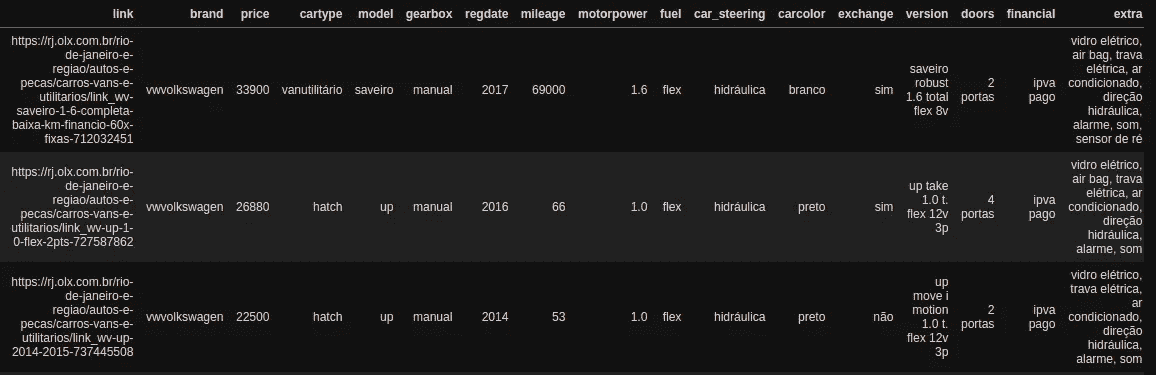 link brand price cartype model gearbox regdate mileage motorpower fuel car_steering carcolor exchange version doors financial extra
https://rj.olx.com.br/rio-
de-janeiro-e-
regiao/autos-e-
pecas/carros-vans-e-
utilitarios/link_wv-
saveiro-1-6-completa-
baixa-km-financio-60x-
fixas-712032451
vwvolkswagen 33900 vanutilitário saveiro manual 2017 69000 1.6 flex hidráulica branco sim
saveiro
robust
1.6 total
flex 8v
2
portas
ipva
pago
vidro elétrico,
air bag, trava
elétrica, ar
condicionado,
direção
hidráulica,
alarme, som,
sensor de ré
https://rj.olx.com.br/rio-
de-janeiro-e-
regiao/autos-e-
pecas/carros-vans-e-
utilitarios/link_wv-up-1-
0-flex-2pts-727587862
vwvolkswagen 26880 hatch up manual 2016 66 1.0 flex hidráulica preto sim
up take
1.0 t.
flex 12v
3p
4
portas
ipva
pago
vidro elétrico,
air bag, trava
elétrica, ar
condicionado,
direção
hidráulica,
alarme, som
https://rj.olx.com.br/rio-
de-janeiro-e-
regiao/autos-e-
pecas/carros-vans-e-
utilitarios/link_wv-up-
2014-2015-737445508
vwvolkswagen 22500 hatch up manual 2014 53 1.0 flex hidráulica preto não
up
move i
motion
1.0 t.
flex 12v
3p
2
portas
ipva
pago
vidro elétrico,
trava elétrica,
ar
condicionado,
direção
hidráulica,
alarme, som